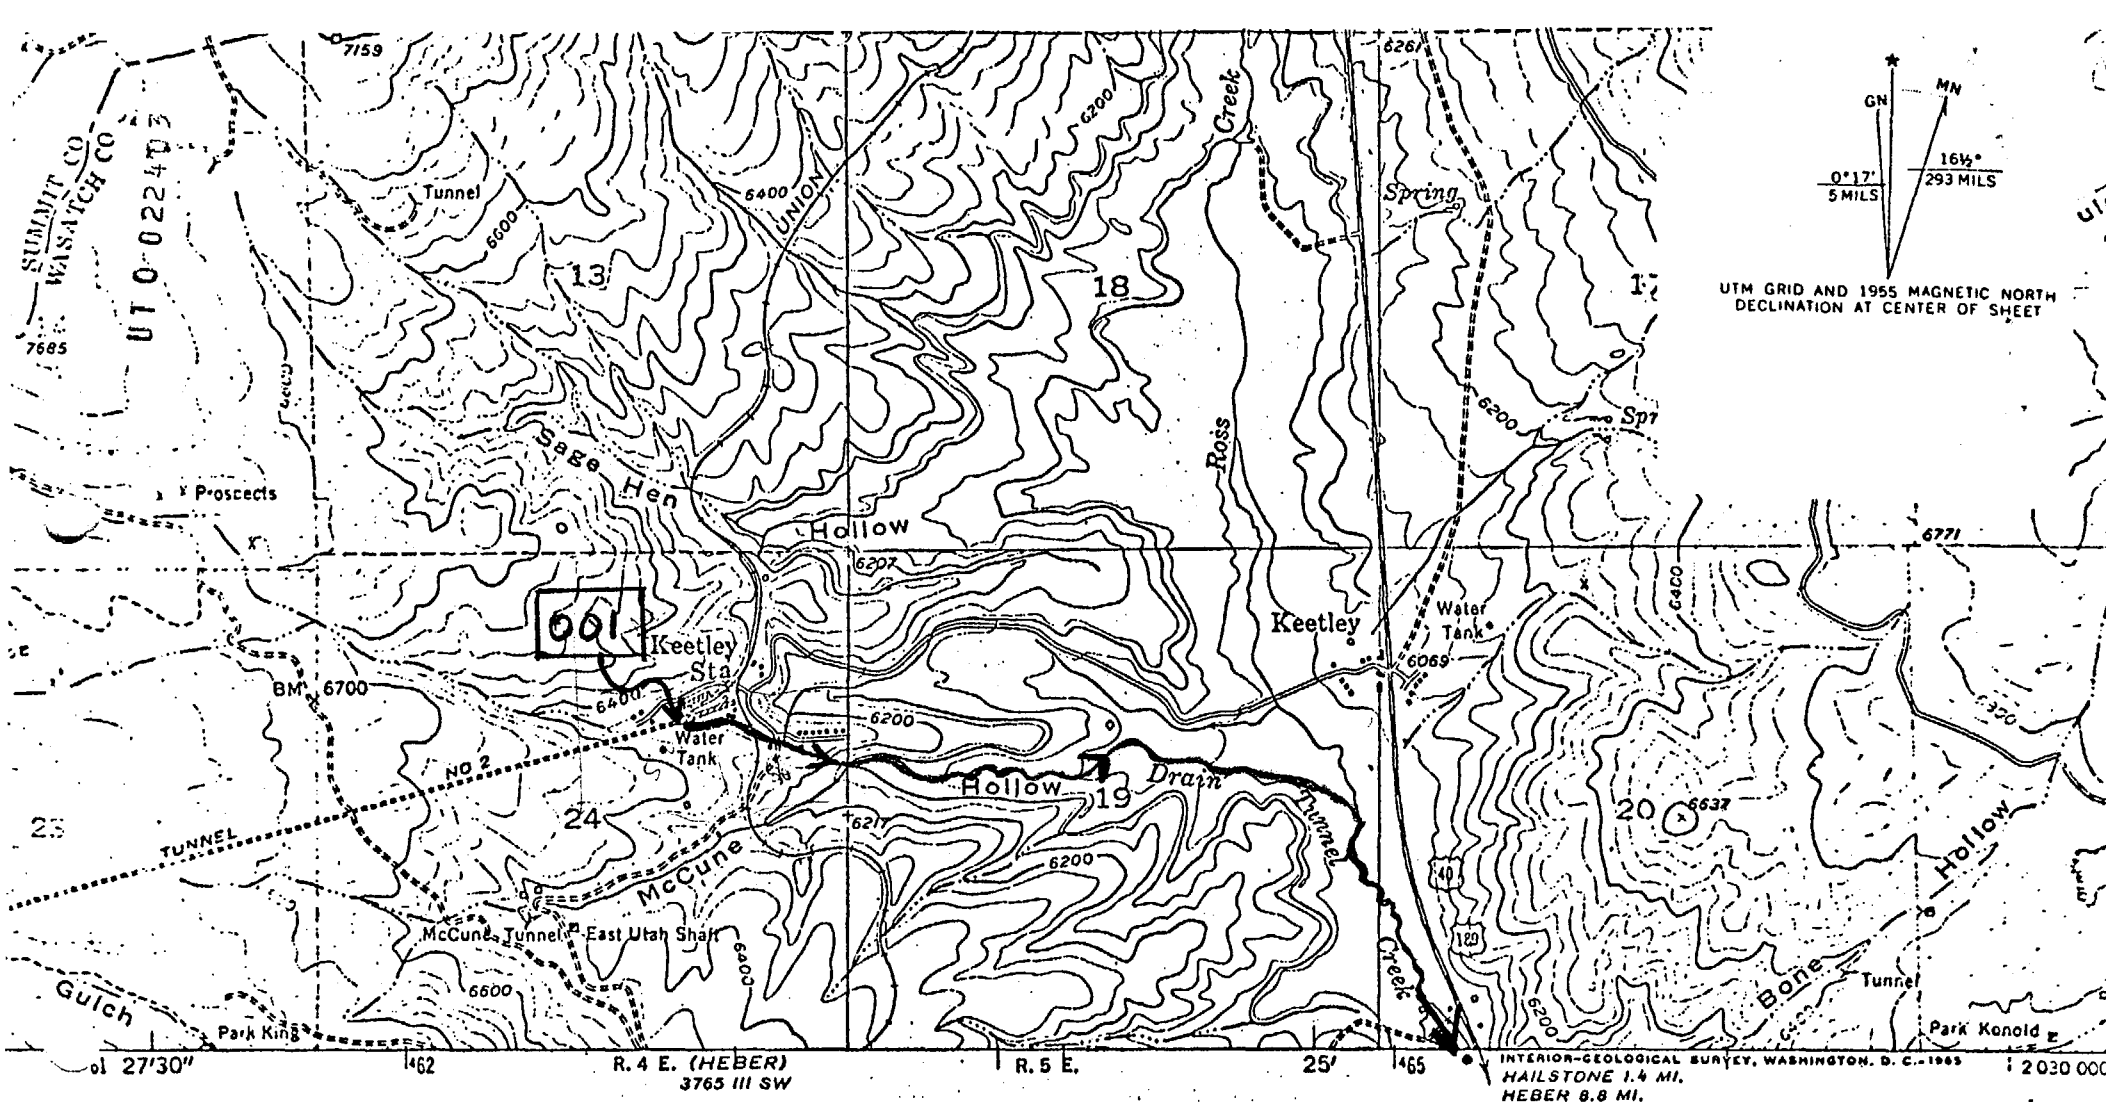 7159
6261
Creek
6200
GN
MN
SUMMIT CO
WASATCH CO
UT0022403
Tunnel
6400
UNION
Spring
0°17'
5 MILS
16½°
293 MILS
6600
13
18
UTM GRID AND 1955 MAGNETIC NORTH
DECLINATION AT CENTER OF SHEET
7685
Ross
6200
Prospects
Sage Hen Hollow
6207
6771
6400
001
Keetley
Sta
Keetley
Water
Tank
6069
BM 6700
6400
6200
Water
Tank
TUNNEL NO 2
Hollow
Drain Tunnel Creek
19
24
20
6637
6217
6200
McCune
40
189
Bone Hollow
McCune Tunnel
East Utah Shaft
6400
6600
Gulch
Park King
6200
Tunnel
Park Konold
27'30"
462
R. 4 E. (HEBER)
3765 III SW
R. 5 E.
25'
465
INTERIOR-GEOLOGICAL SURVEY, WASHINGTON, D. C.-1965
HAILSTONE 1.4 MI.
HEBER 8.8 MI.
2 030 000